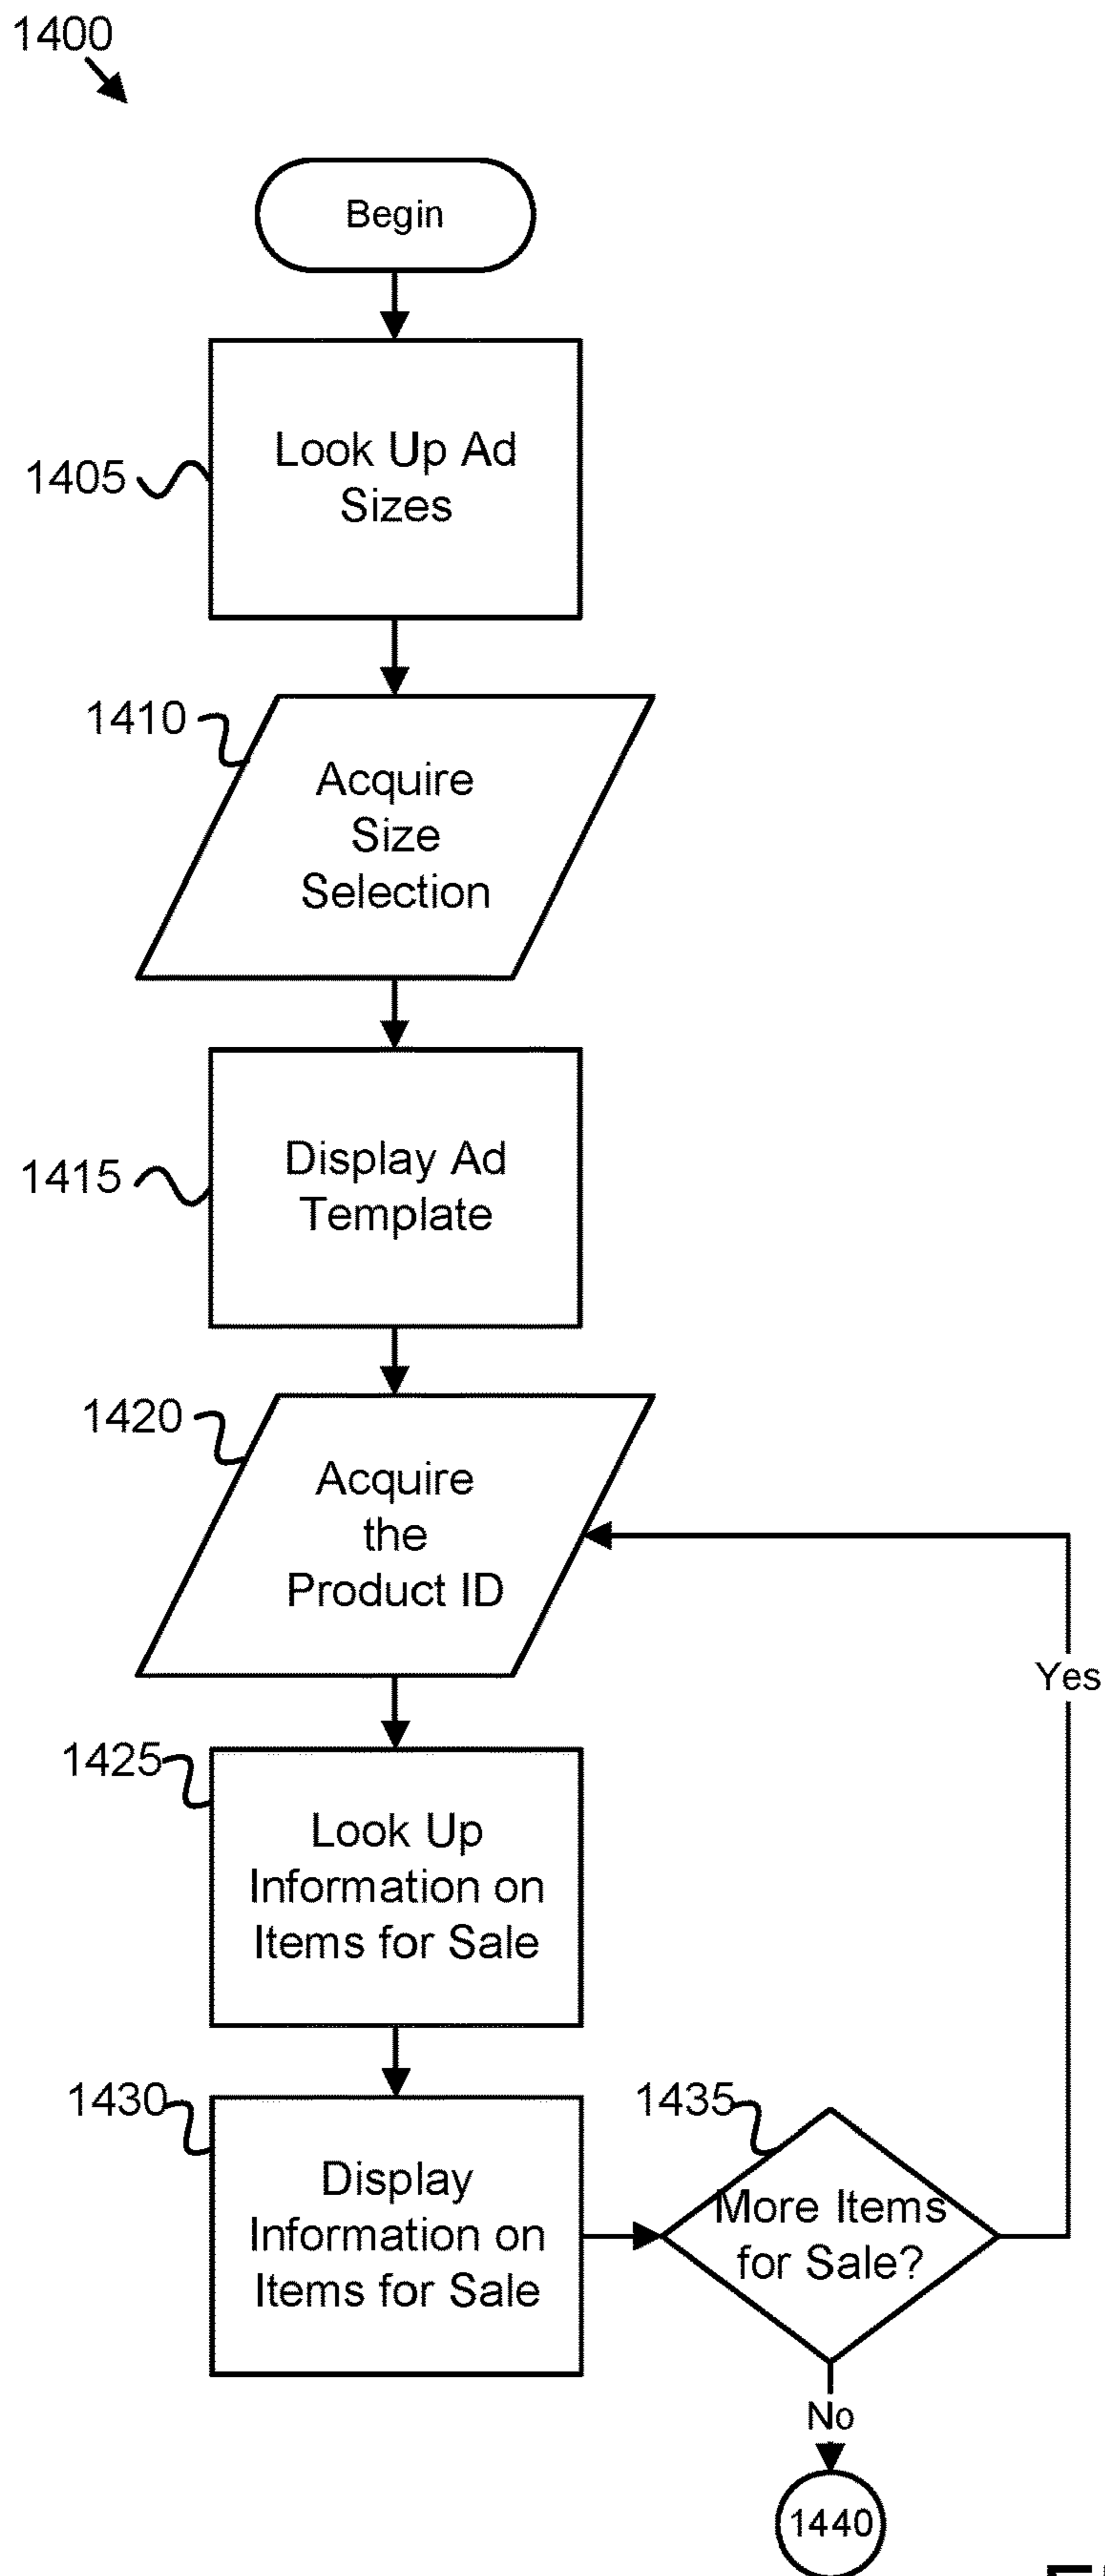 1400
Begin
1405
Look Up Ad
Sizes
1410
Acquire
Size
Selection
1415
Display Ad
Template
1420
Acquire
the
Product ID
Yes
1425
Look Up
Information on
Items for Sale
1430
Display
Information on
Items for Sale
1435
More Items
for Sale?
No
1440